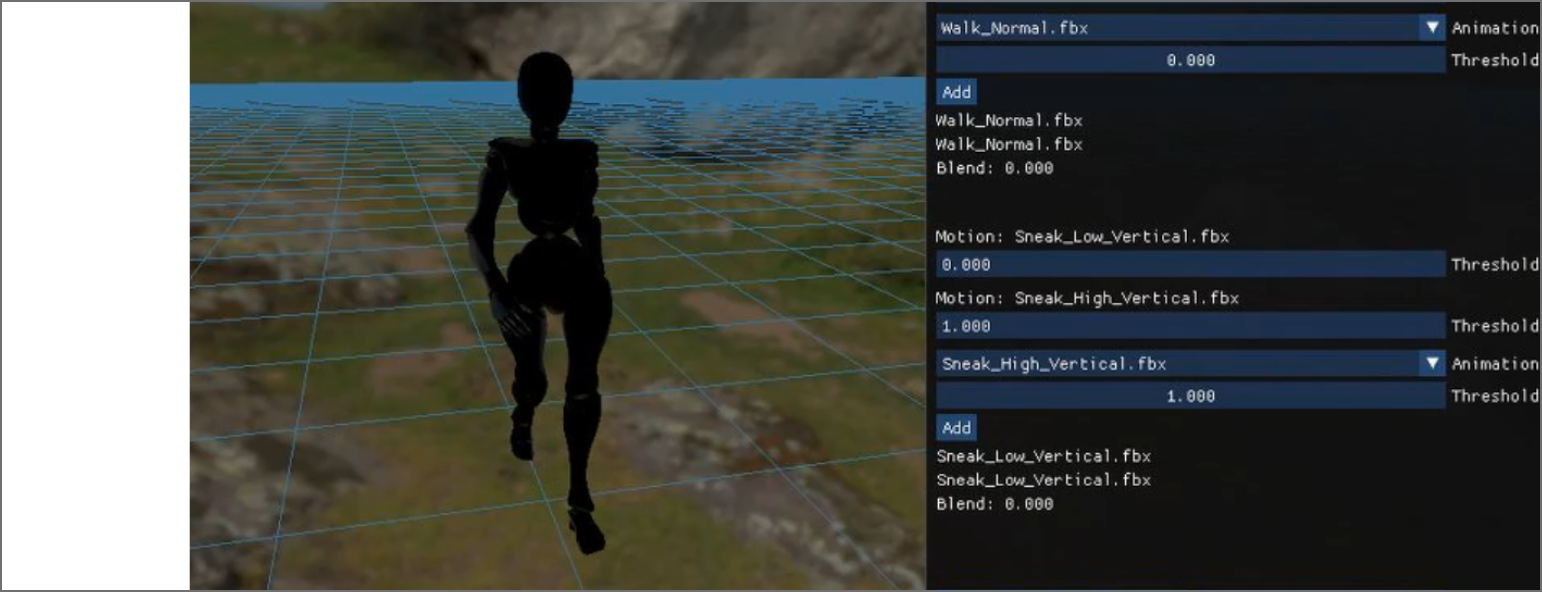 Walk_Normal.fbx Animation
0.000 Threshold
Add
Walk_Normal.fbx
Walk_Normal.fbx
Blend: 0.000
Motion: Sneak_Low_Vertical.fbx
0.000 Threshold
Motion: Sneak_High_Vertical.fbx
1.000 Threshold
Sneak_High_Vertical.fbx Animation
1.000 Threshold
Add
Sneak_Low_Vertical.fbx
Sneak_Low_Vertical.fbx
Blend: 0.000